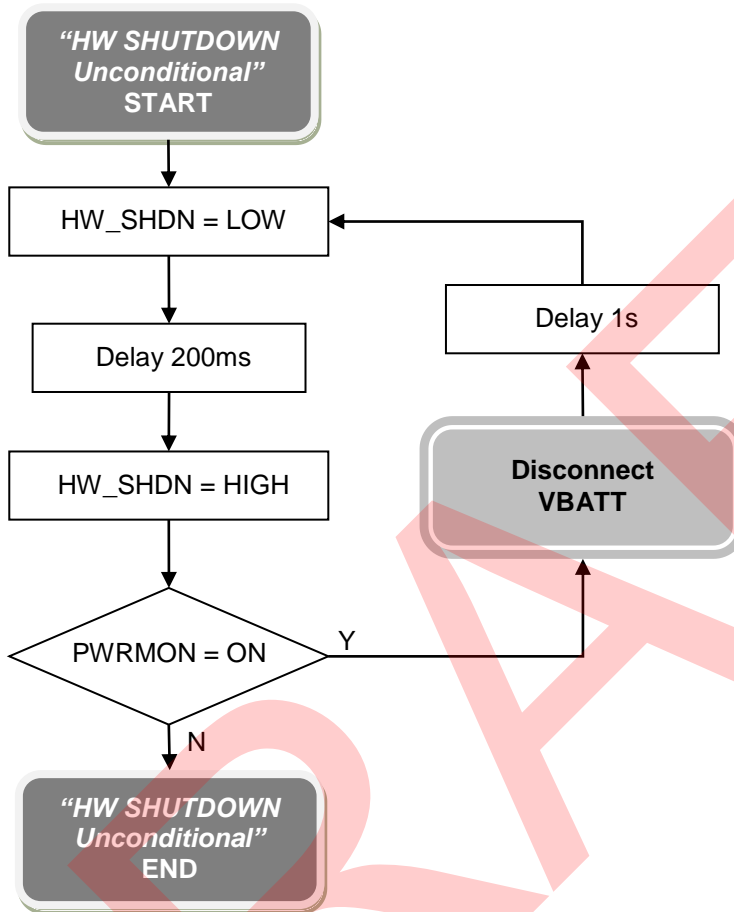 “HW SHUTDOWN
Unconditional”
START
HW_SHDN = LOW
Delay 200ms
HW_SHDN = HIGH
PWRMON = ON
Y
N
Delay 1s
Disconnect
VBATT
“HW SHUTDOWN
Unconditional”
END